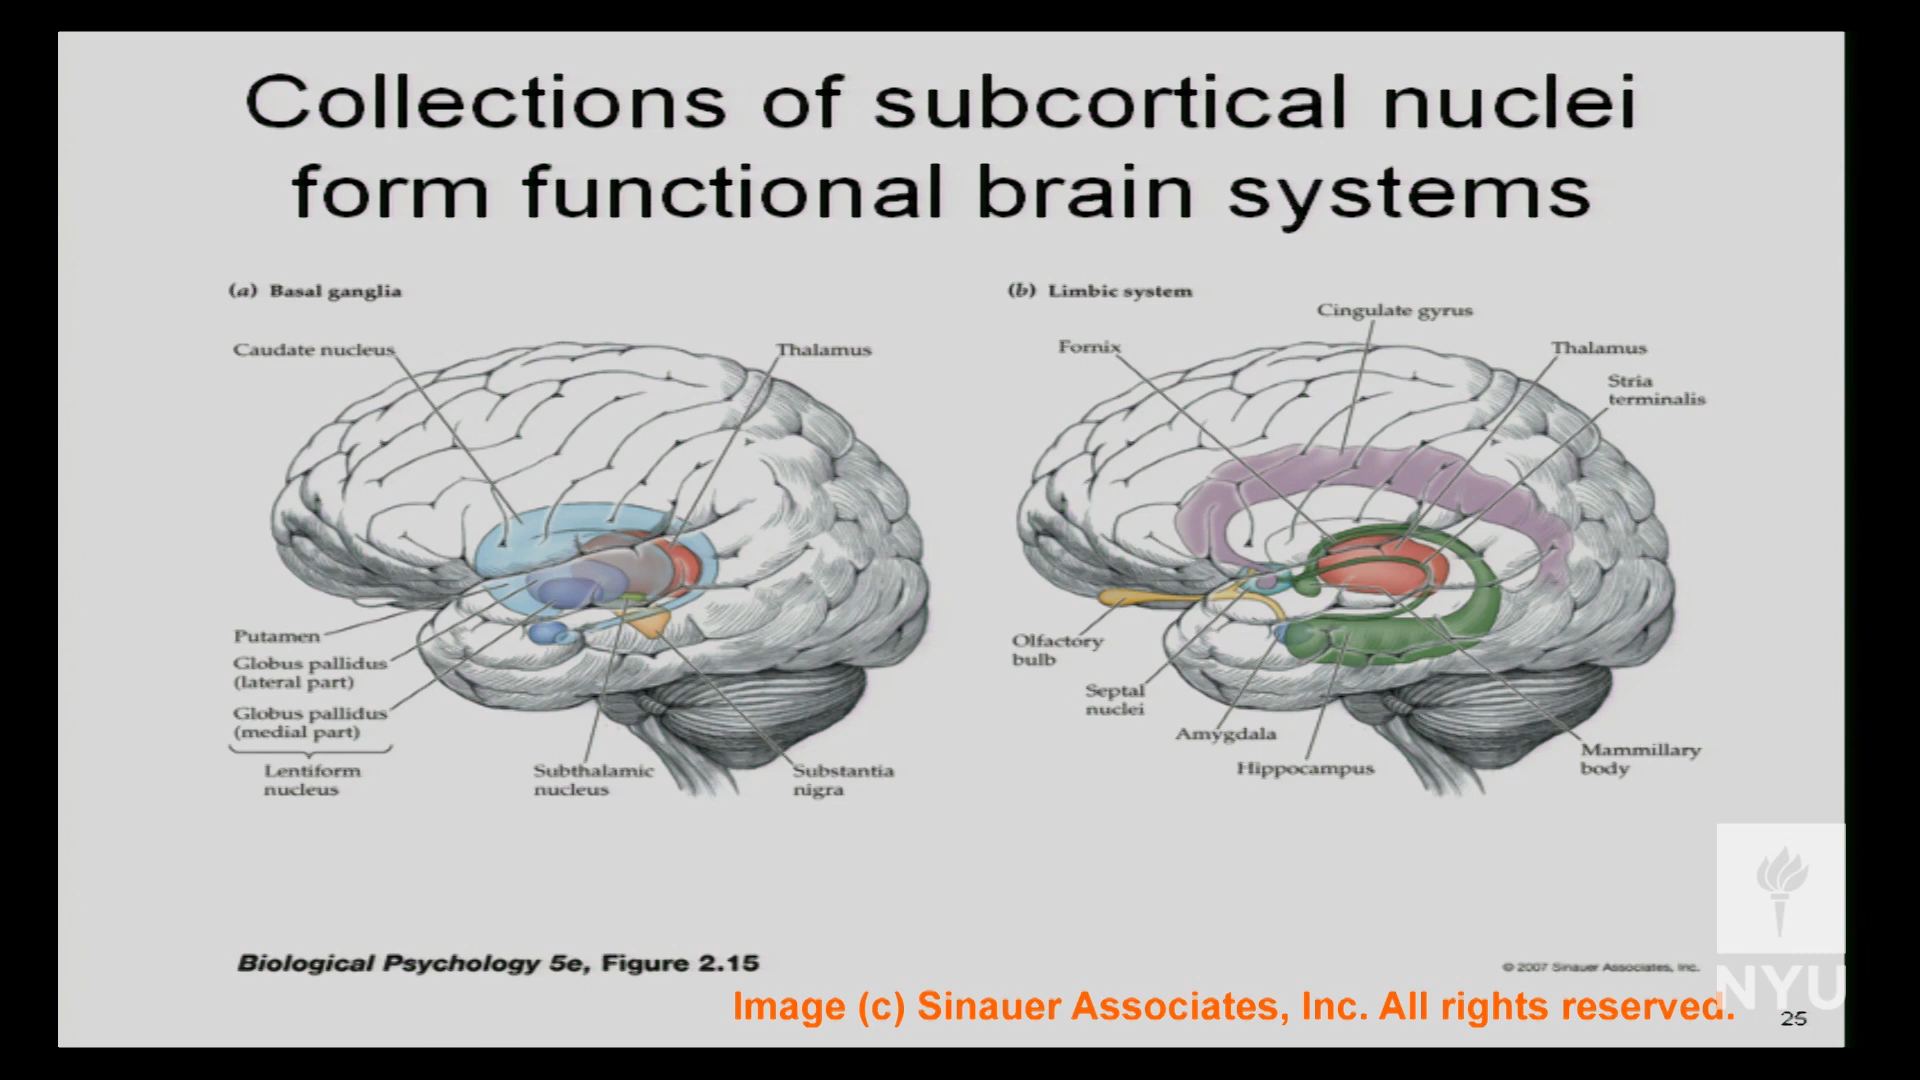 Collections of subcortical nuclei
form functional brain systems
(a) Basal ganglia
Caudate nucleus
Thalamus
Putamen
Globus pallidus
(lateral part)
Globus pallidus
(medial part)
Lentiform
nucleus
Subthalamic
nucleus
Substantia
nigra
(b) Limbic system
Cingulate gyrus
Fornix
Thalamus
Stria
terminalis
Olfactory
bulb
Septal
nuclei
Amygdala
Hippocampus
Mammillary
body
Biological Psychology 5e, Figure 2.15
© 2007 Sinauer Associates, Inc.
Image (c) Sinauer Associates, Inc. All rights reserved.
NYU
25